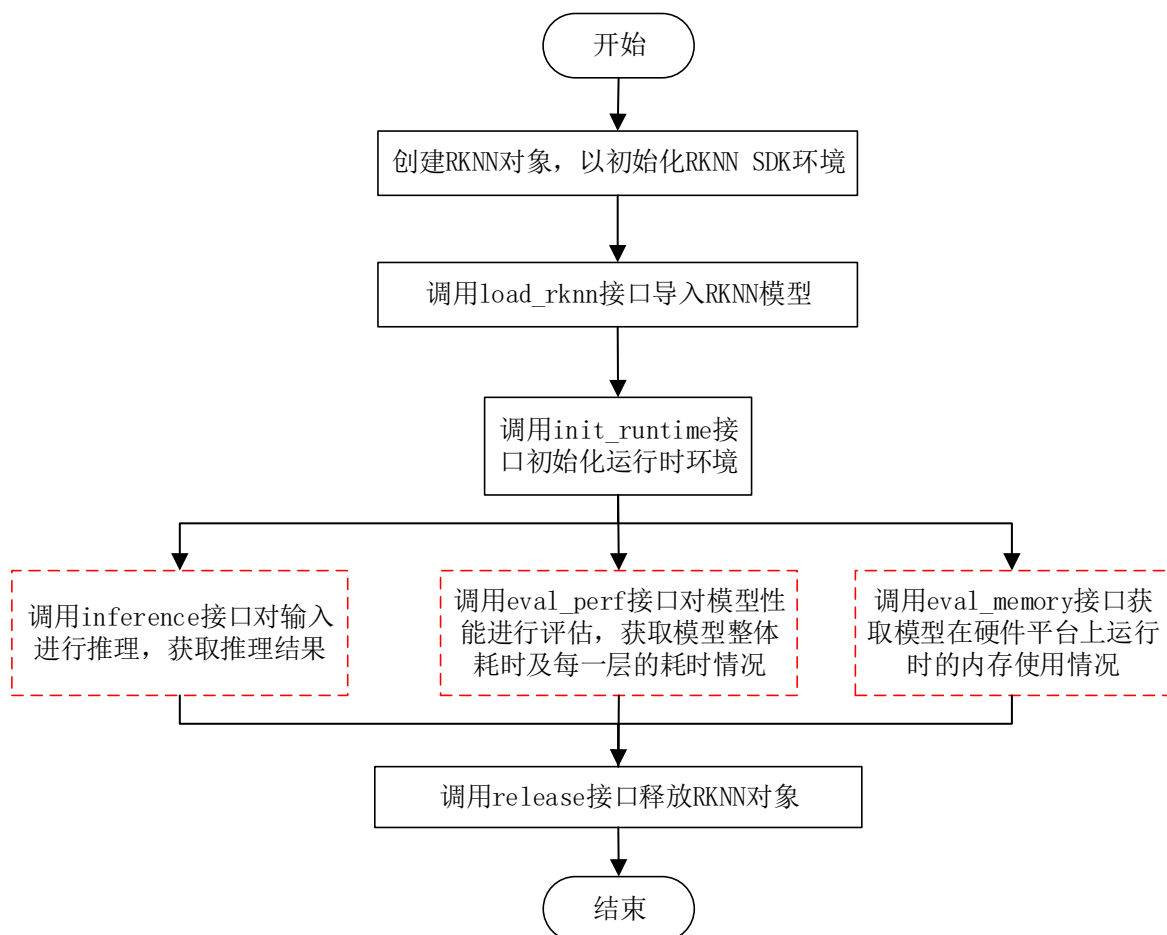 开始
创建RKNN对象，以初始化RKNN SDK环境
调用load_rknn接口导入RKNN模型
调用init_runtime接
口初始化运行时环境
调用inference接口对输入
进行推理，获取推理结果
调用eval_perf接口对模型性
能进行评估，获取模型整体
耗时及每一层的耗时情况
调用eval_memory接口获
取模型在硬件平台上运行
时的内存使用情况
调用release接口释放RKNN对象
结束